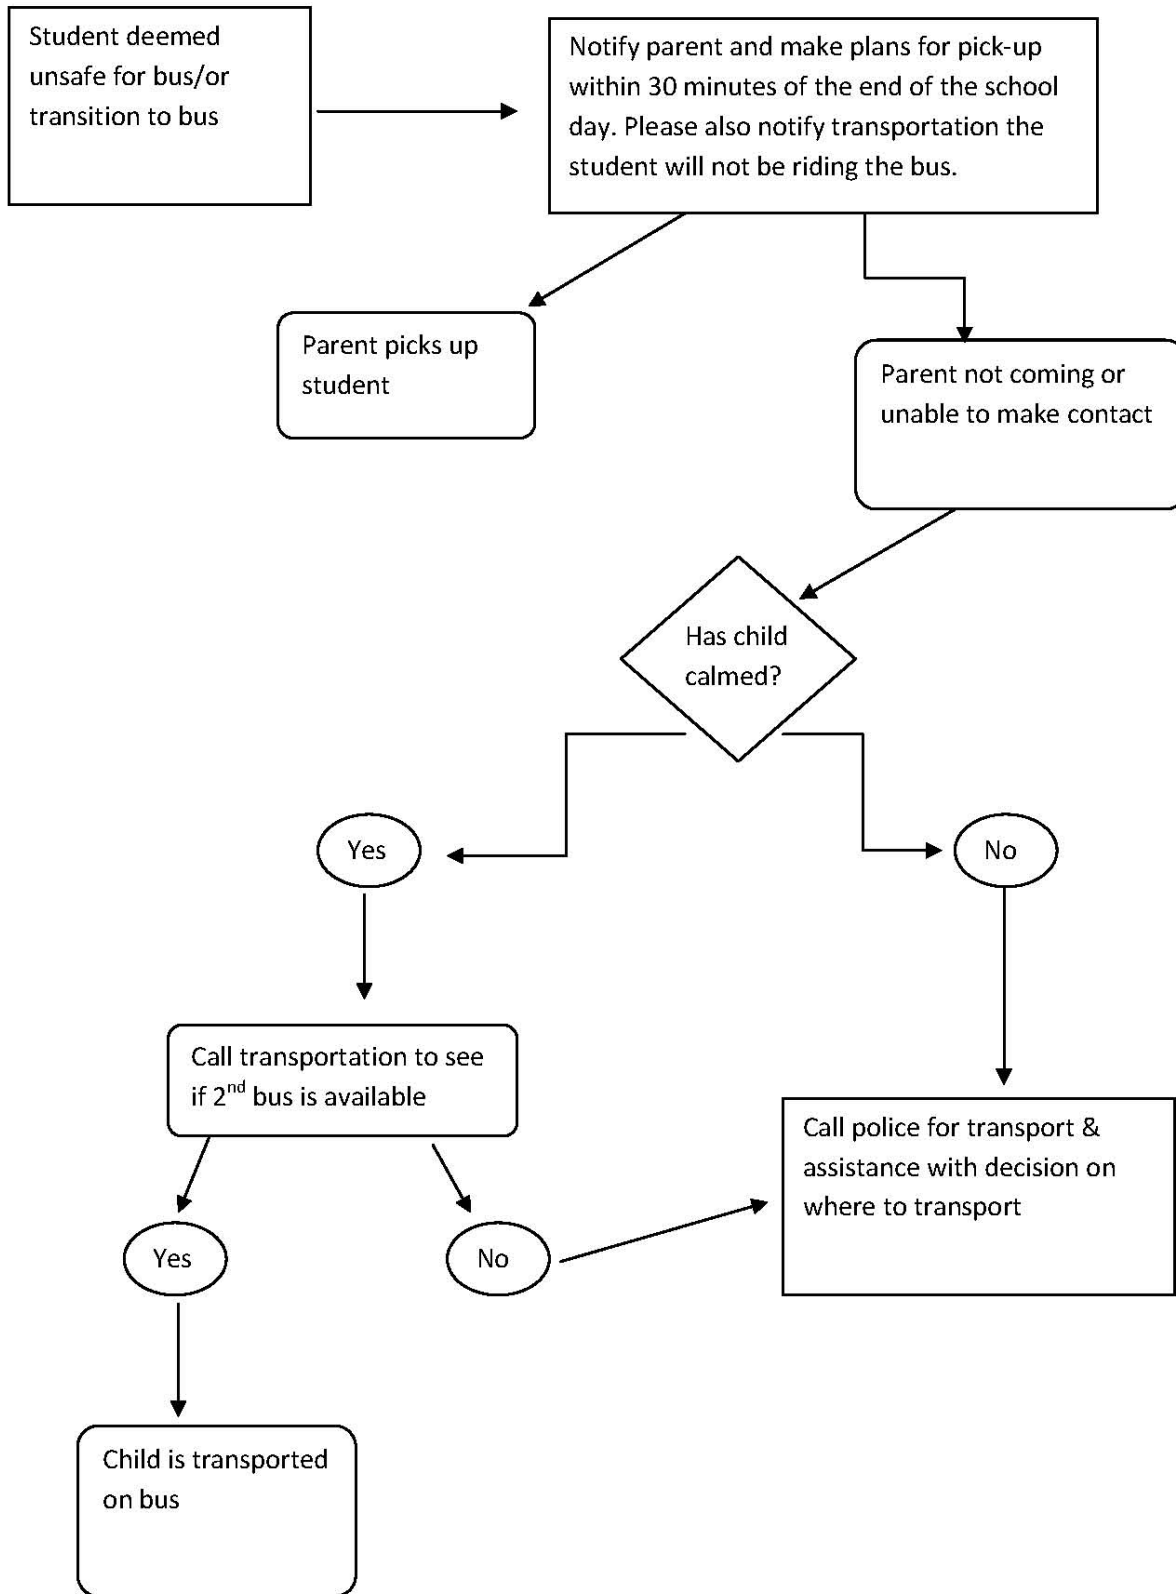 Student deemed
unsafe for bus/or
transition to bus
Notify parent and make plans for pick-up
within 30 minutes of the end of the school
day. Please also notify transportation the
student will not be riding the bus.
Parent picks up
student
Parent not coming or
unable to make contact
Has child
calmed?
Yes
No
Call transportation to see
if 2nd bus is available
Call police for transport &
assistance with decision on
where to transport
Yes
No
Child is transported
on bus